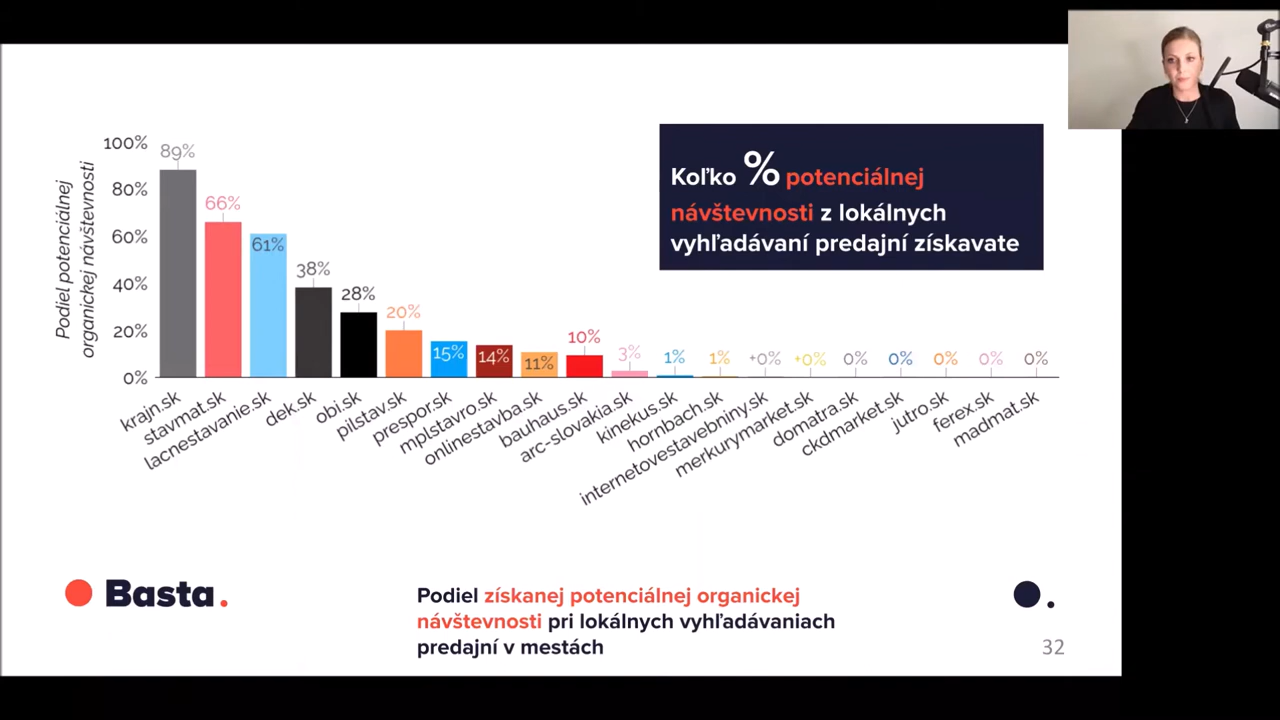 Koľko % potenciálnej
návštevnosti z lokálnych
vyhľadávaní predajní získavate
Podiel potenciálnej
organickej návštevnosti
100%
80%
60%
40%
20%
0%
89%
66%
61%
38%
28%
20%
15%
14%
11%
10%
3%
1%
1%
+0%
+0%
0%
0%
0%
0%
0%
krajn.sk
stavmat.sk
lacnestavanie.sk
dek.sk
obi.sk
pilstav.sk
prespor.sk
mplstavro.sk
onlinestavba.sk
bauhaus.sk
arc-slovakia.sk
kinekus.sk
hornbach.sk
internetovestavebniny.sk
merkurymarket.sk
domatra.sk
ckdmarket.sk
jutro.sk
ferex.sk
madmat.sk
Basta.
Podiel získanej potenciálnej organickej
návštevnosti pri lokálnych vyhľadávaniach
predajní v mestách
32